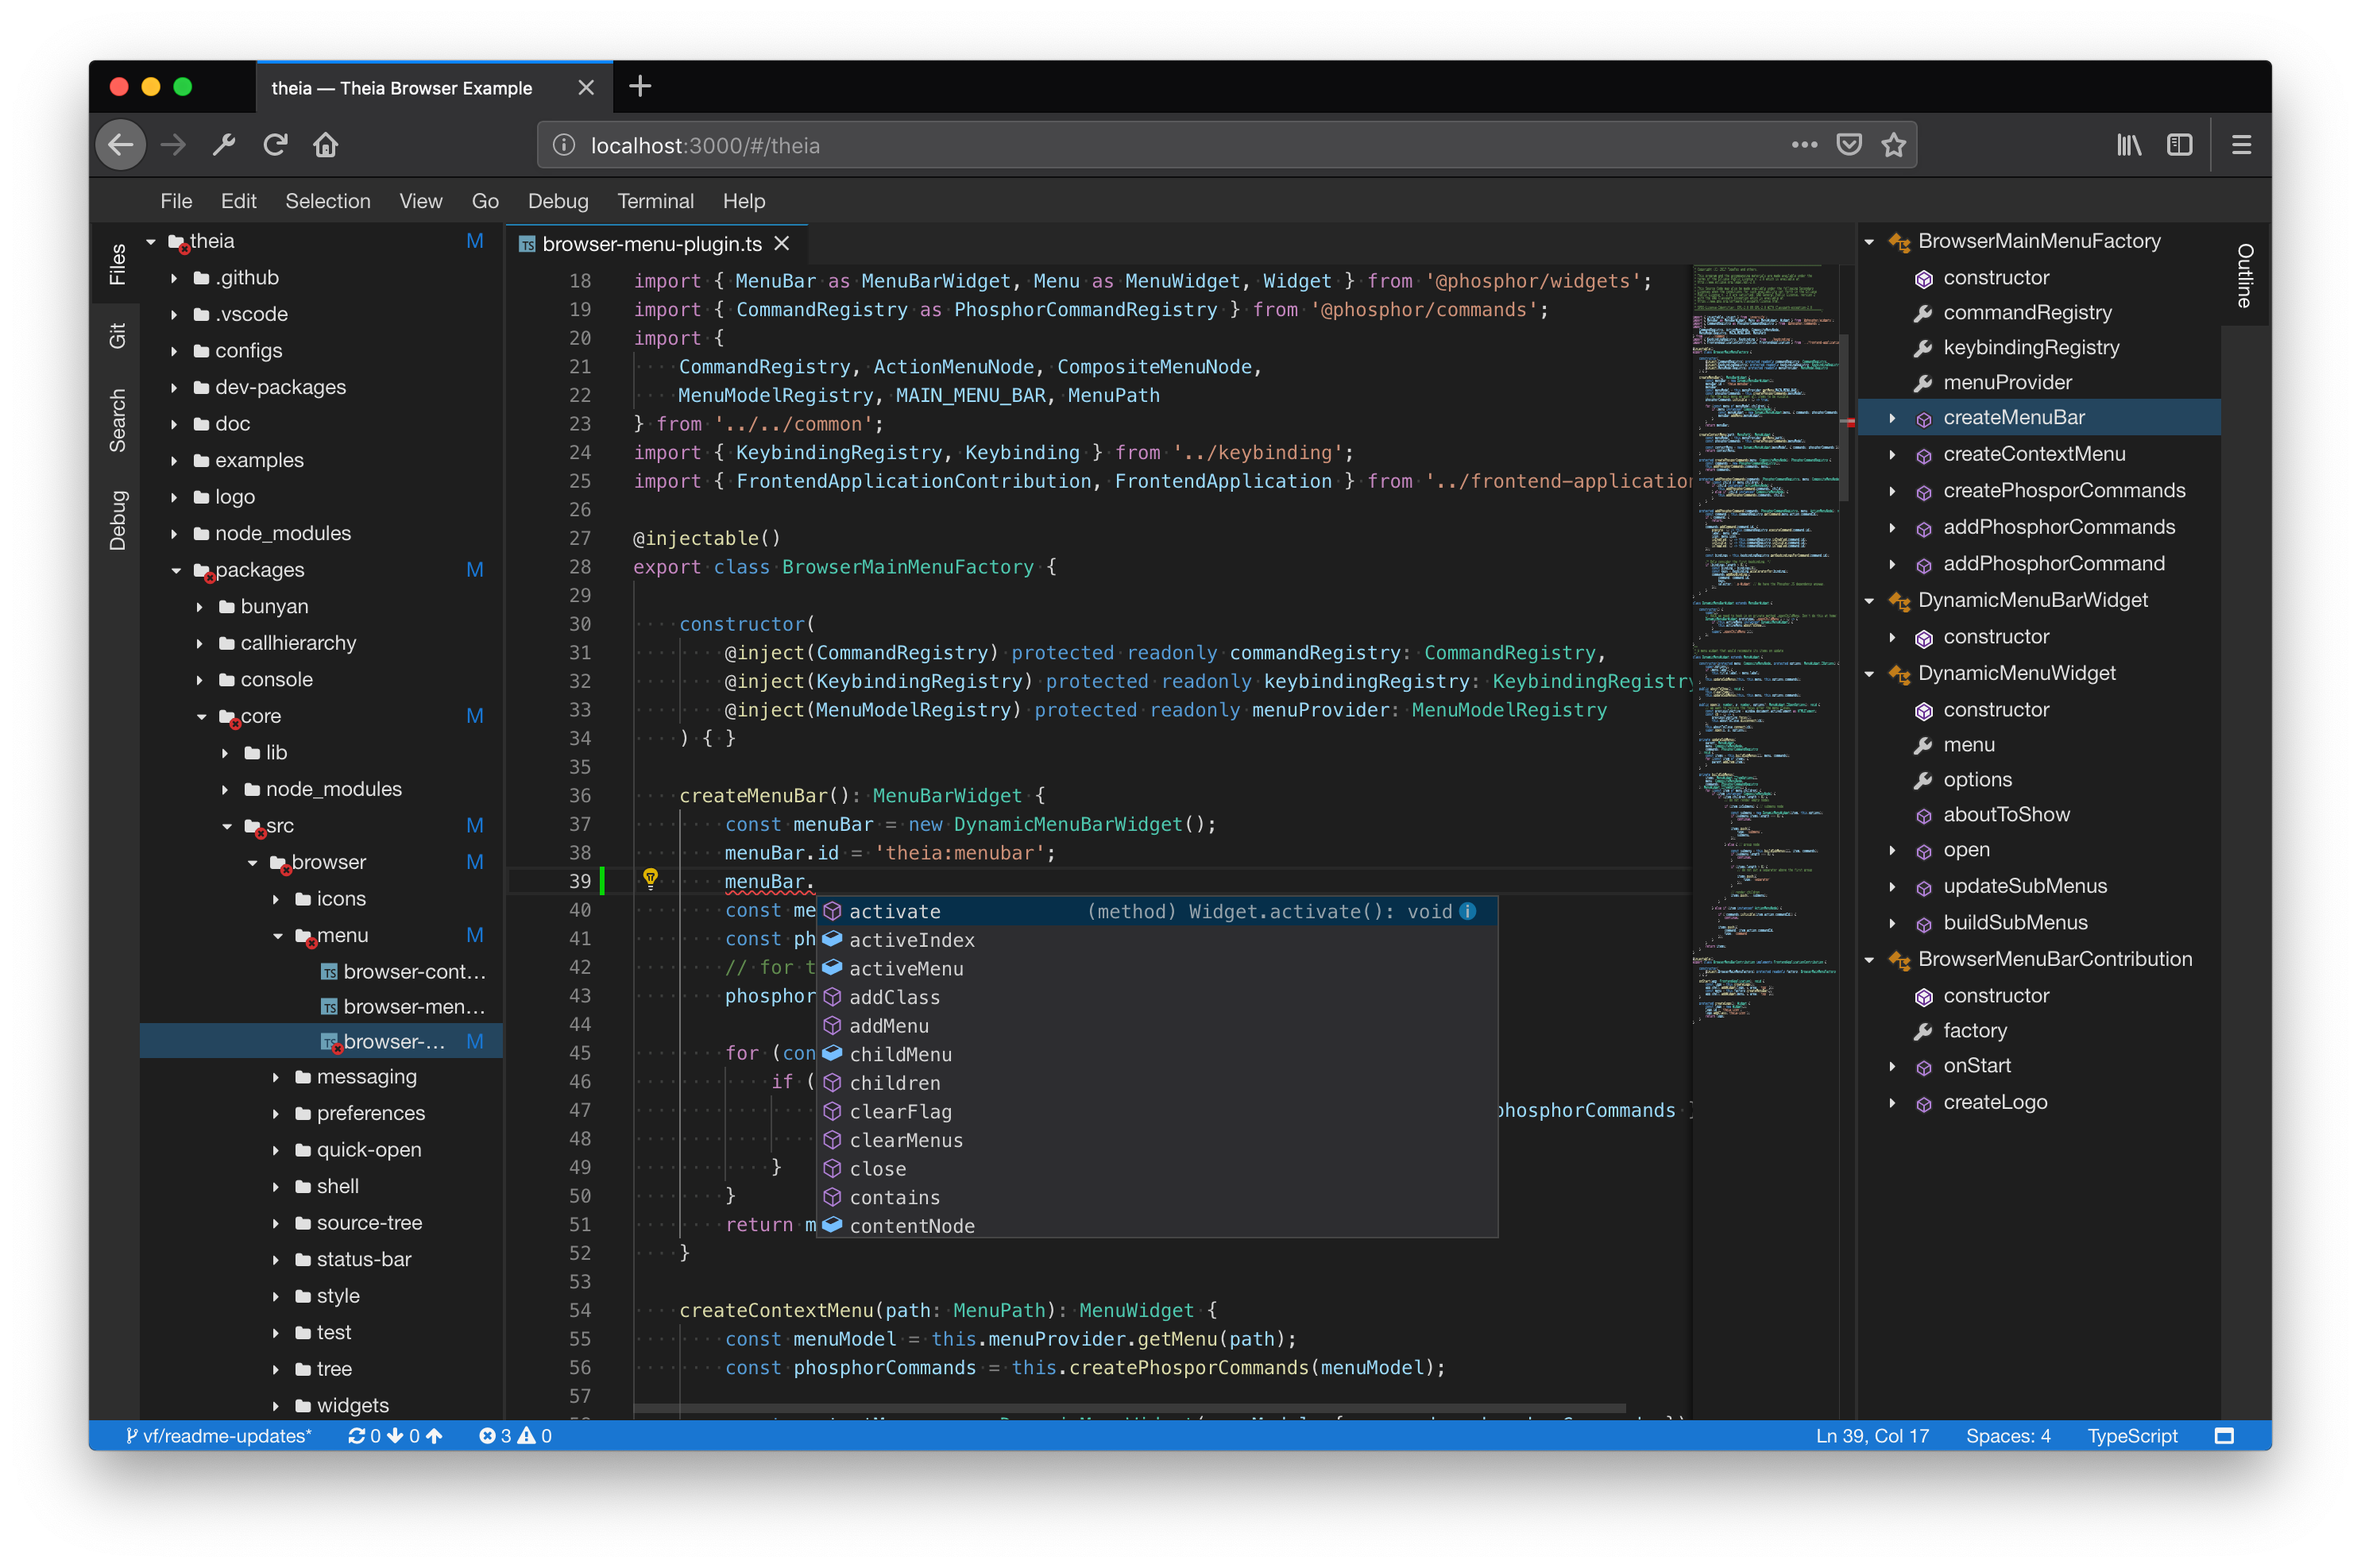 theia — Theia Browser Example
localhost:3000/#/theia
File Edit Selection View Go Debug Terminal Help
Files
Git
Search
Debug
theia M
.github
.vscode
configs
dev-packages
doc
examples
logo
node_modules
packages M
bunyan
callhierarchy
console
core M
lib
node_modules
src M
browser M
icons
menu M
TS browser-cont...
TS browser-men...
TS browser-... M
messaging
preferences
quick-open
shell
source-tree
status-bar
style
test
tree
widgets
TS browser-menu-plugin.ts
18 import { MenuBar as MenuBarWidget, Menu as MenuWidget, Widget } from '@phosphor/widgets';
19 import { CommandRegistry as PhosphorCommandRegistry } from '@phosphor/commands';
20 import {
21 CommandRegistry, ActionMenuNode, CompositeMenuNode,
22 MenuModelRegistry, MAIN_MENU_BAR, MenuPath
23 } from '../../common';
24 import { KeybindingRegistry, Keybinding } from '../keybinding';
25 import { FrontendApplicationContribution, FrontendApplication } from '../frontend-application
26
27 @injectable()
28 export class BrowserMainMenuFactory {
29
30 constructor(
31 @inject(CommandRegistry) protected readonly commandRegistry: CommandRegistry,
32 @inject(KeybindingRegistry) protected readonly keybindingRegistry: KeybindingRegistry
33 @inject(MenuModelRegistry) protected readonly menuProvider: MenuModelRegistry
34 ) { }
35
36 createMenuBar(): MenuBarWidget {
37 const menuBar = new DynamicMenuBarWidget();
38 menuBar.id = 'theia:menubar';
39 menuBar.
40 const me
41 const ph
42 // for t
43 phosphor
44
45 for (con
46 if (
47 phosphorCommands }
48
49 }
50 }
51 return m
52 }
53
54 createContextMenu(path: MenuPath): MenuWidget {
55 const menuModel = this.menuProvider.getMenu(path);
56 const phosphorCommands = this.createPhosporCommands(menuModel);
57
activate (method) Widget.activate(): void
activeIndex
activeMenu
addClass
addMenu
childMenu
children
clearFlag
clearMenus
close
contains
contentNode
Outline
BrowserMainMenuFactory
constructor
commandRegistry
keybindingRegistry
menuProvider
createMenuBar
createContextMenu
createPhosporCommands
addPhosphorCommands
addPhosphorCommand
DynamicMenuBarWidget
constructor
DynamicMenuWidget
constructor
menu
options
aboutToShow
open
updateSubMenus
buildSubMenus
BrowserMenuBarContribution
constructor
factory
onStart
createLogo
vf/readme-updates* 0 0 3 0 Ln 39, Col 17 Spaces: 4 TypeScript